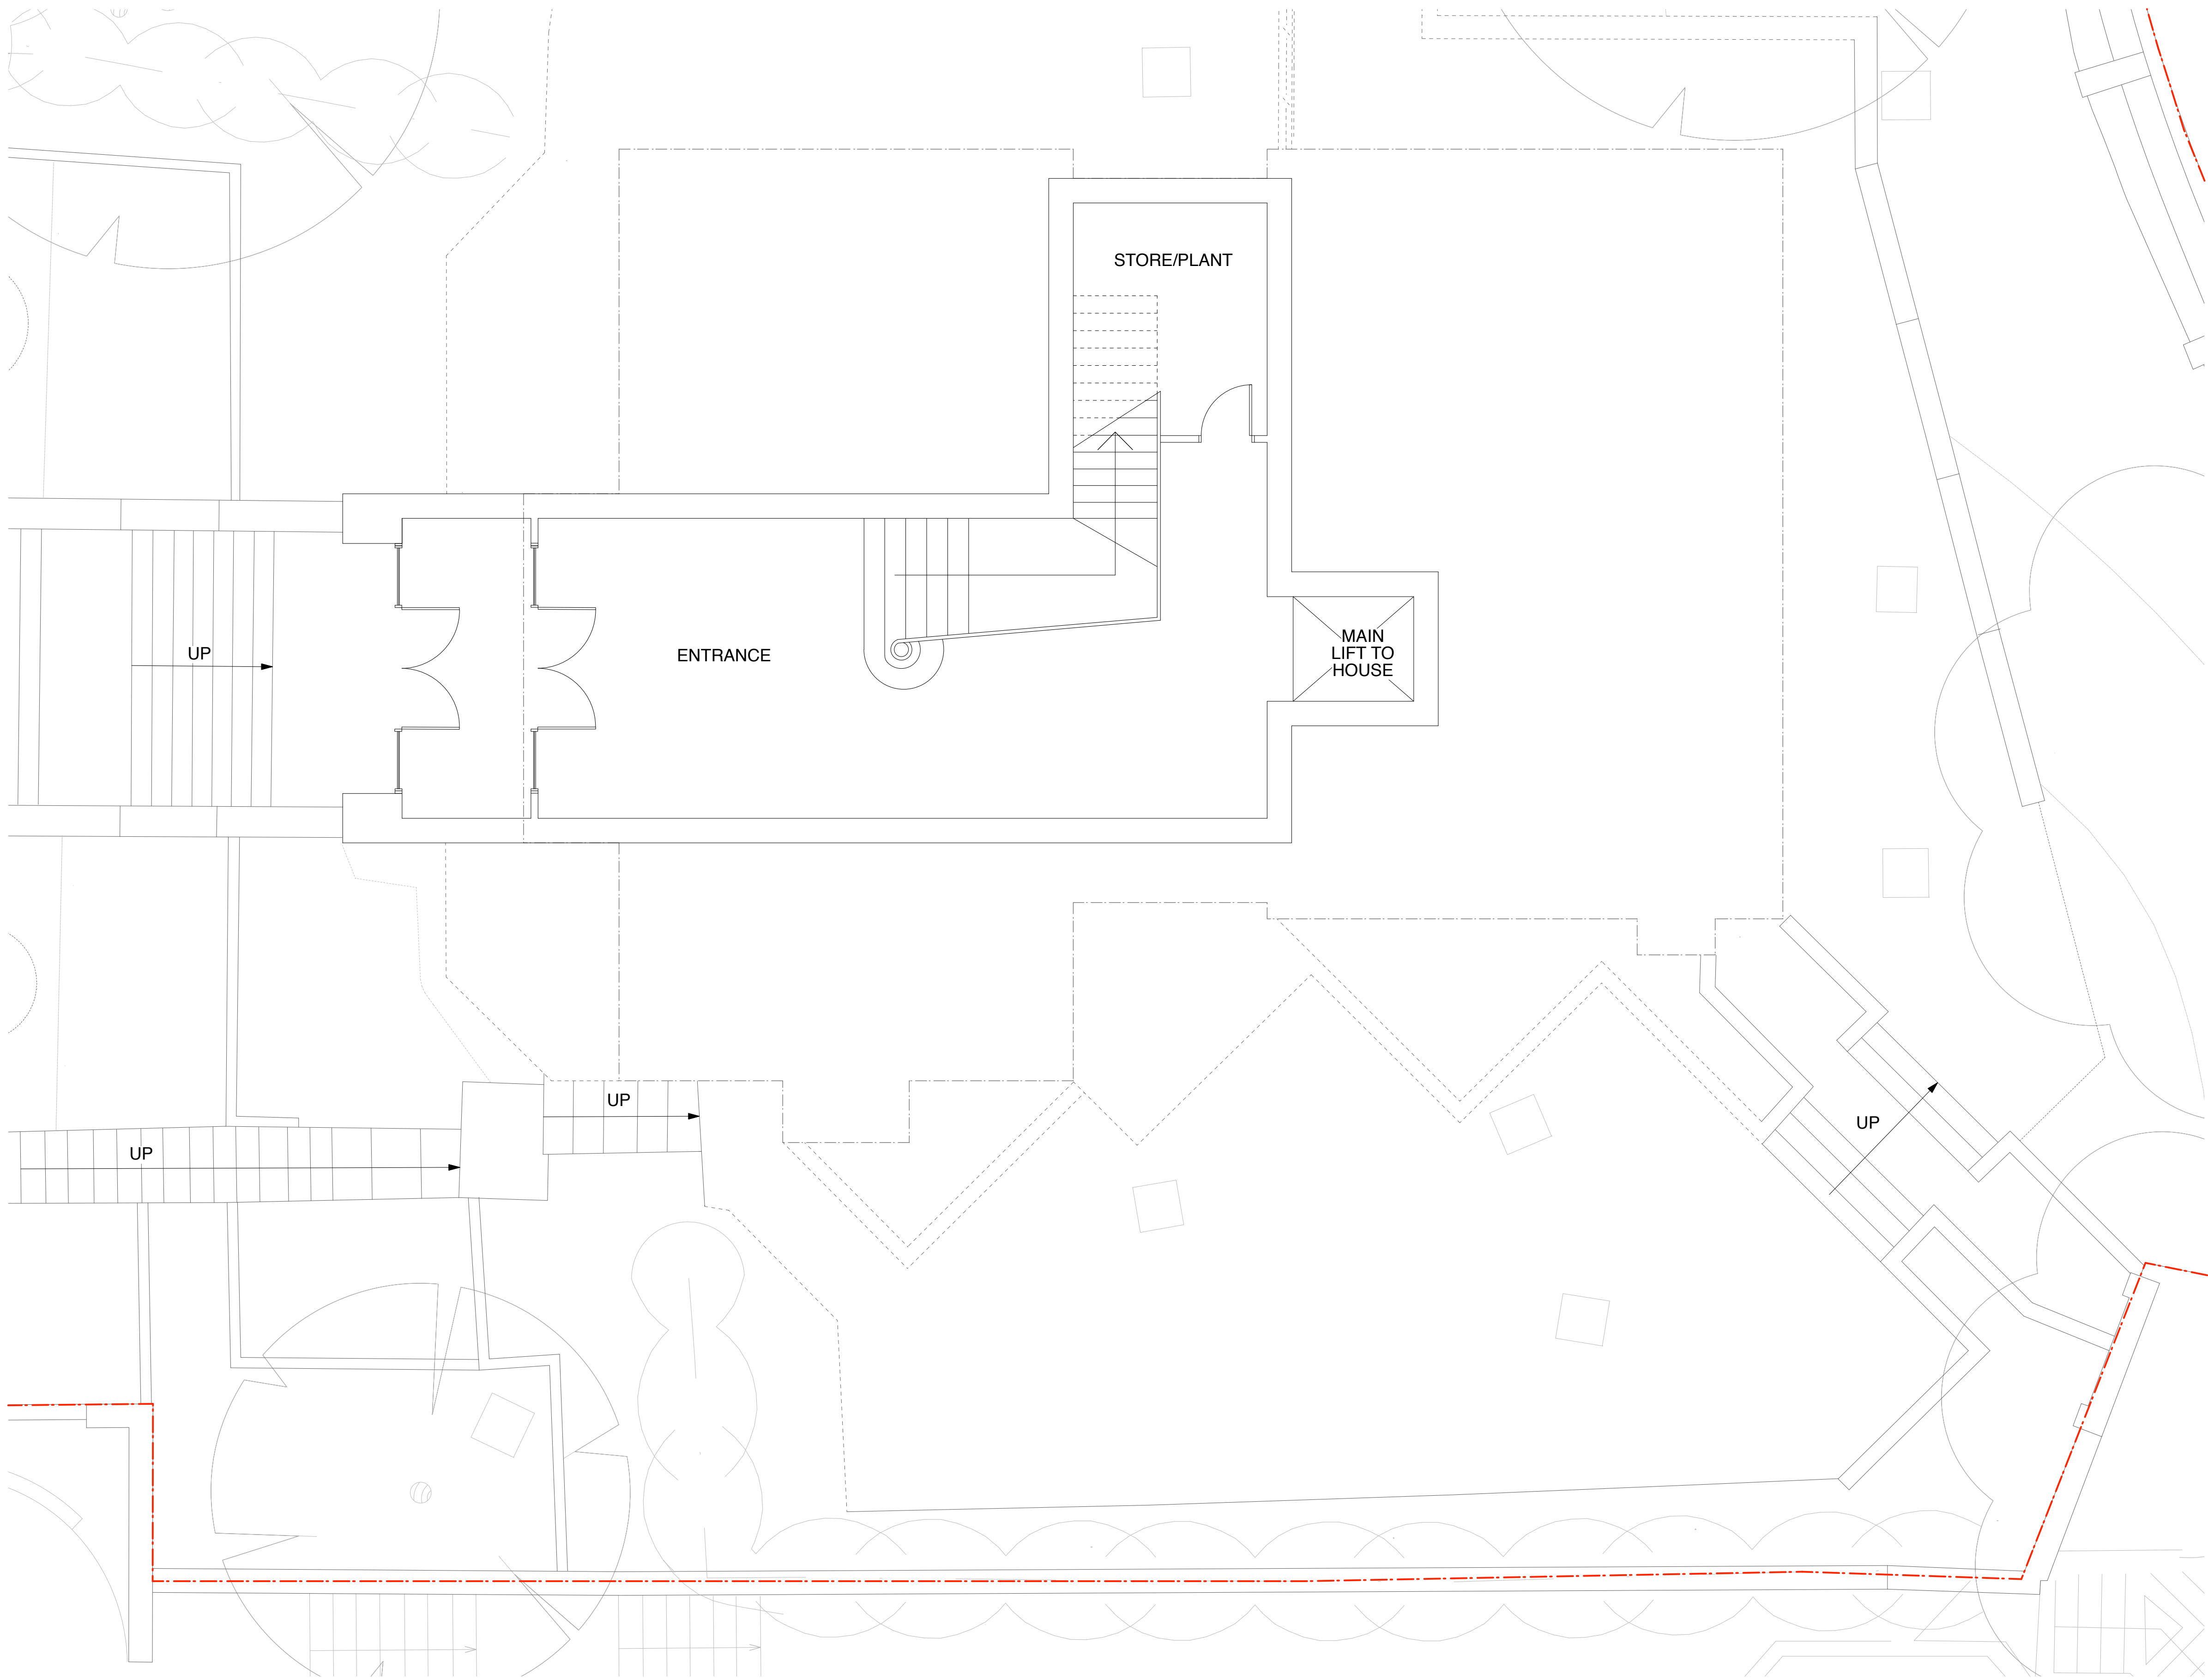 STORE/PLANT
UP
ENTRANCE
MAIN
LIFT TO
HOUSE
UP
UP
UP